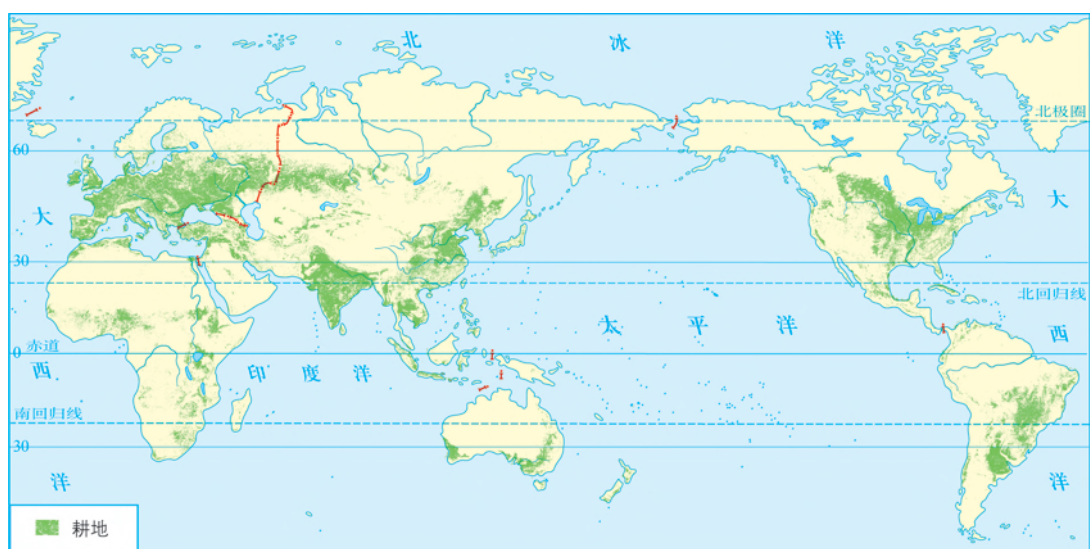 北 冰 洋
北极圈
60
大
大
30
北回归线
太 平 洋
赤道
0
西
印 度 洋
西
南回归线
30
洋
洋
耕地